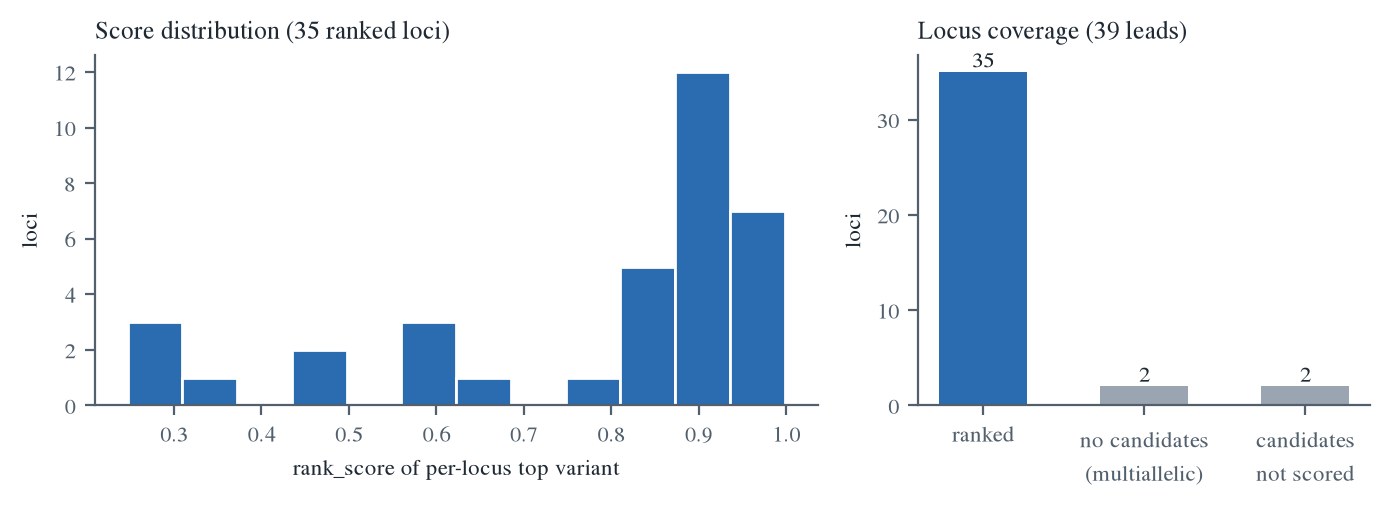 Score distribution (35 ranked loci)
12
10
8
6
4
2
0
loci
0.3 0.4 0.5 0.6 0.7 0.8 0.9 1.0
rank_score of per-locus top variant
Locus coverage (39 leads)
35
30
20
10
0
loci
2
2
ranked
no candidates
(multiallelic)
candidates
not scored